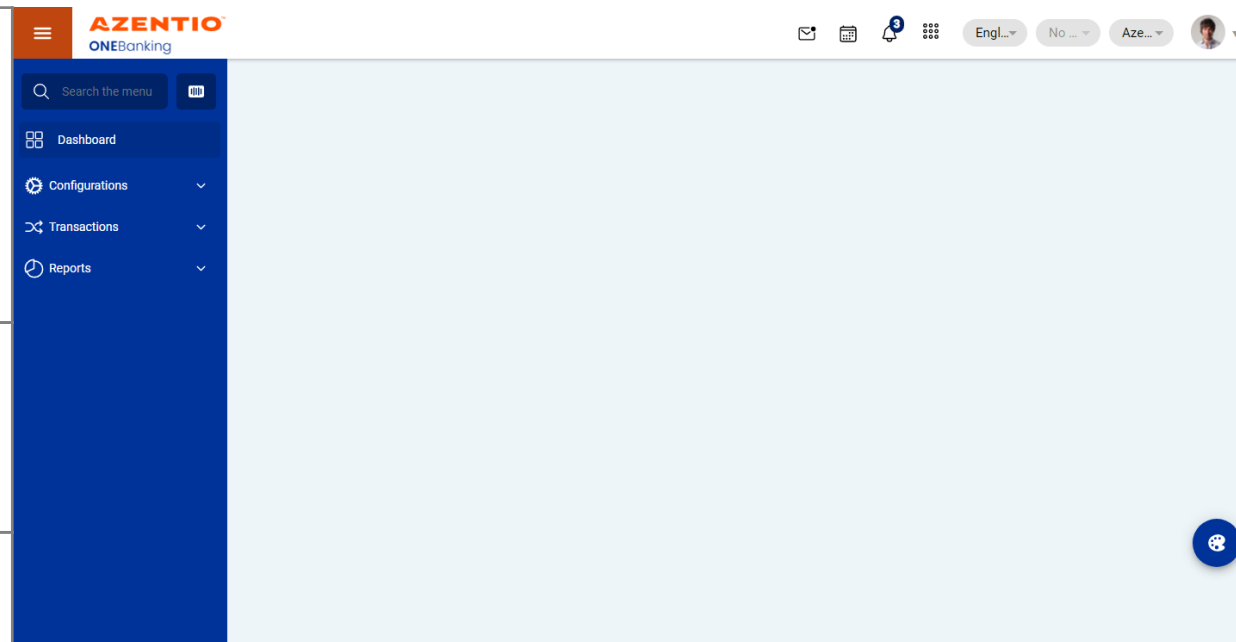 AZENTIO
ONEBanking
3
Engl...
No ...
Aze...
Search the menu
Dashboard
Configurations
Transactions
Reports